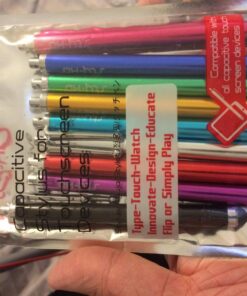 Compatible with
all capacitive touch
screen devices
Capacitive
Stylus for
Touchscreen
Devices:
Type-Touch-Watch
Innovate-Design-Educate
Flip or Simply Play